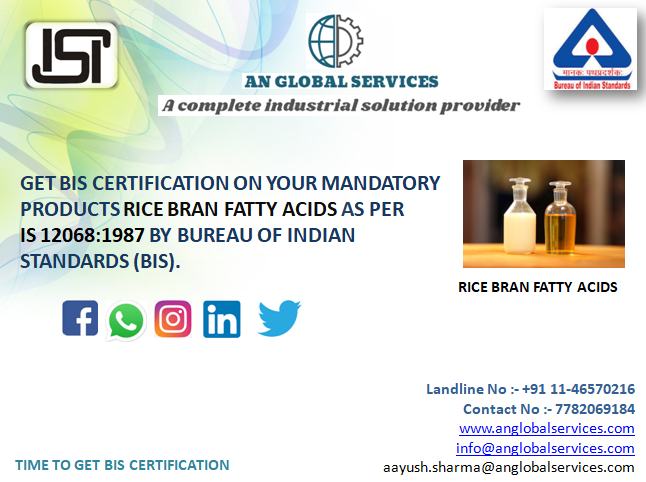 ISI
AN GLOBAL SERVICES
A complete industrial solution provider
मानकः पथप्रदर्शकः
Bureau of Indian Standards
GET BIS CERTIFICATION ON YOUR MANDATORY
PRODUCTS RICE BRAN FATTY ACIDS AS PER
IS 12068:1987 BY BUREAU OF INDIAN
STANDARDS (BIS).
RICE BRAN FATTY ACIDS
Landline No :- +91 11-46570216
Contact No :- 7782069184
www.anglobalservices.com
info@anglobalservices.com
aayush.sharma@anglobalservices.com
TIME TO GET BIS CERTIFICATION